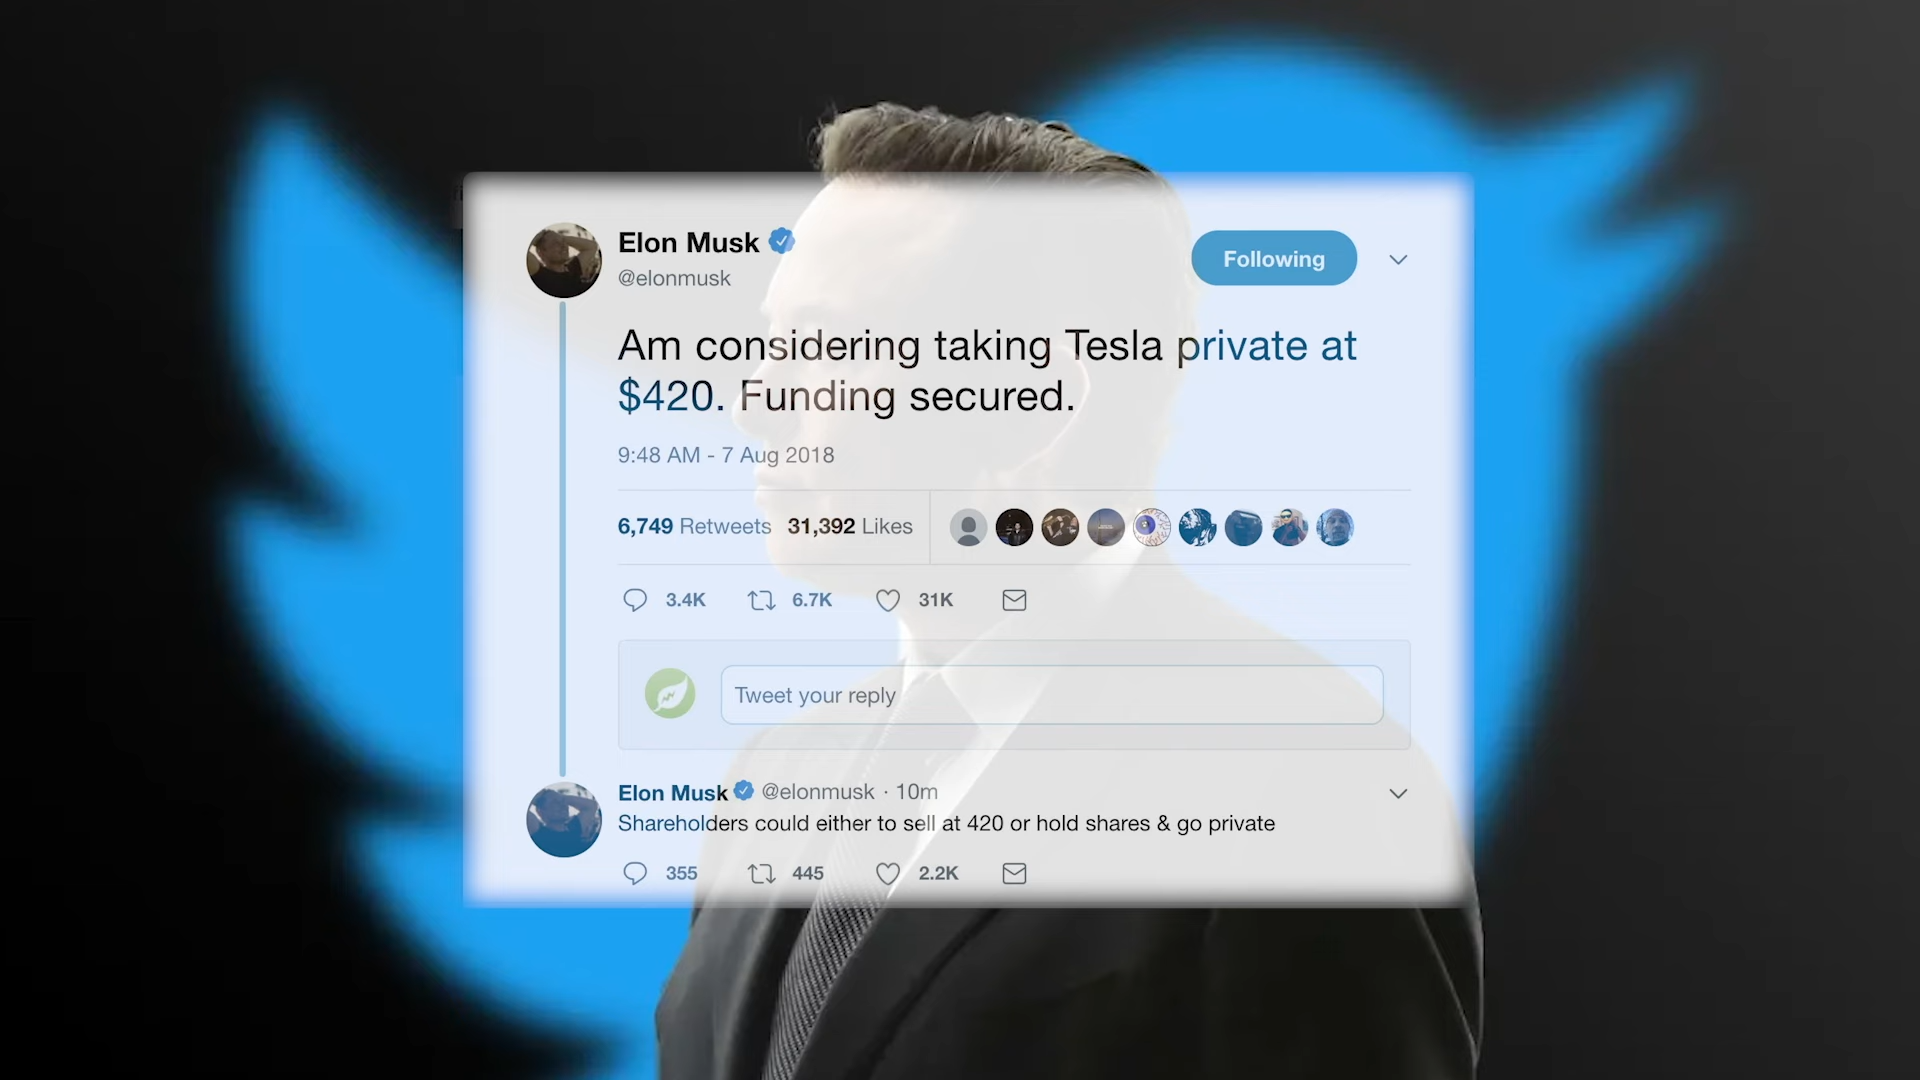 Elon Musk
@elonmusk
Following
Am considering taking Tesla private at
$420. Funding secured.
9:48 AM - 7 Aug 2018
6,749 Retweets 31,392 Likes
3.4K 6.7K 31K
Tweet your reply
Elon Musk @elonmusk · 10m
Shareholders could either to sell at 420 or hold shares & go private
355 445 2.2K